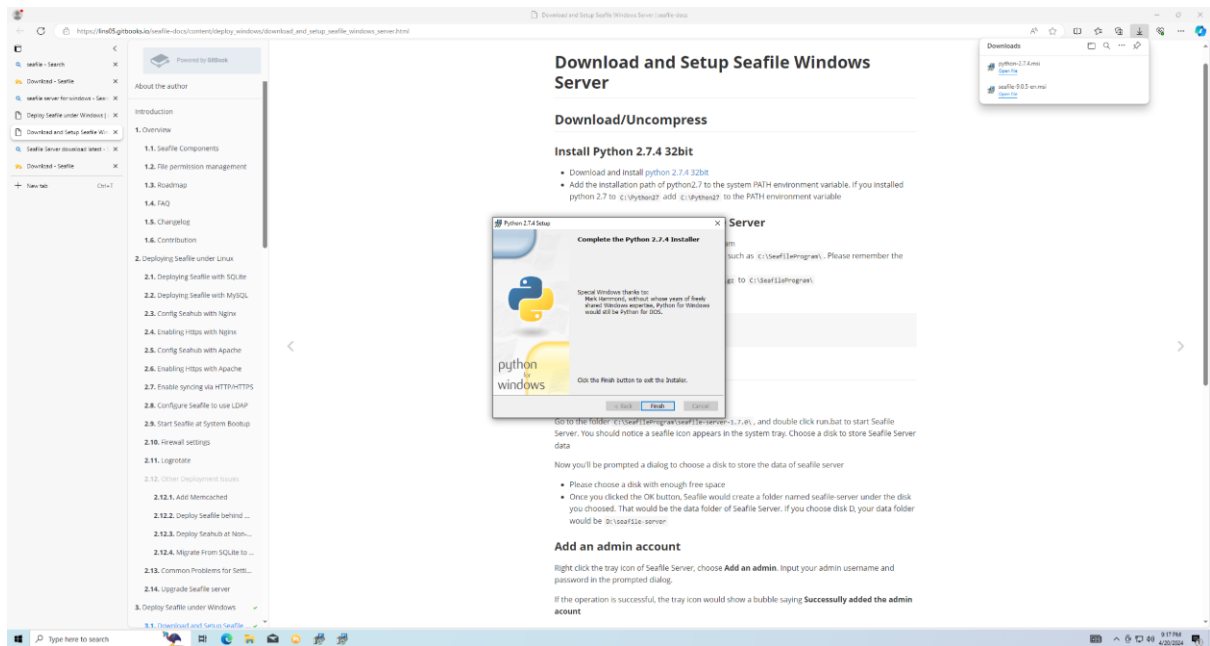 Download and Setup Seafile Windows Server | seafile-docs
https://lins05.gitbooks.io/seafile-docs/content/deploy_windows/download_and_setup_seafile_windows_server.html
seafile - Search
Download - Seafile
seafile server for windows - Sea
Deploy Seafile under Windows |
Download and Setup Seafile Win
Seafile Server download latest -
Download - Seafile
New tab Ctrl+T
Powered by GitBook
About the author
Introduction
1. Overview
1.1. Seafile Components
1.2. File permission management
1.3. Roadmap
1.4. FAQ
1.5. Changelog
1.6. Contribution
2. Deploying Seafile under Linux
2.1. Deploying Seafile with SQLite
2.2. Deploying Seafile with MySQL
2.3. Config Seahub with Nginx
2.4. Enabling Https with Nginx
2.5. Config Seahub with Apache
2.6. Enabling Https with Apache
2.7. Enable syncing via HTTP/HTTPS
2.8. Configure Seafile to use LDAP
2.9. Start Seafile at System Bootup
2.10. Firewall settings
2.11. Logrotate
2.12. Other Deployment Issues
2.12.1. Add Memcached
2.12.2. Deploy Seafile behind ...
2.12.3. Deploy Seahub at Non-...
2.12.4. Migrate From SQLite to ...
2.13. Common Problems for Setti...
2.14. Upgrade Seafile server
3. Deploy Seafile under Windows
3.1. Download and Setup Seafile ...
Download and Setup Seafile Windows
Server
Download/Uncompress
Install Python 2.7.4 32bit
• Download and install python 2.7.4 32bit
• Add the installation path of python2.7 to the system PATH environment variable. If you installed
python 2.7 to C:\Python27 add C:\Python27 to the PATH environment variable
Server
such as C:\SeafileProgram\ . Please remember the
to C:\SeafileProgram\
Python 2.7.4 Setup
Complete the Python 2.7.4 Installer
Special Windows thanks to:
Mark Hammond, without whose years of freely
shared Windows expertise, Python for Windows
would still be Python for DOS.
python
for
windows
Click the Finish button to exit the Installer.
< Back Finish Cancel
Go to the folder C:\SeafileProgram\seafile-server-1.7.0\ , and double click run.bat to start Seafile
Server. You should notice a seafile icon appears in the system tray. Choose a disk to store Seafile Server
data
Now you'll be prompted a dialog to choose a disk to store the data of seafile server
• Please choose a disk with enough free space
• Once you clicked the OK button, Seafile would create a folder named seafile-server under the disk
you choosed. That would be the data folder of Seafile Server. If you choose disk D, your data folder
would be D:\seafile-server
Add an admin account
Right click the tray icon of Seafile Server, choose Add an admin. Input your admin username and
password in the prompted dialog.
If the operation is successful, the tray icon would show a bubble saying Successully added the admin
acount
Downloads
python-2.7.4.msi
Open file
seafile-9.0.5-en.msi
Open file
Type here to search
9:17 PM
4/20/2024